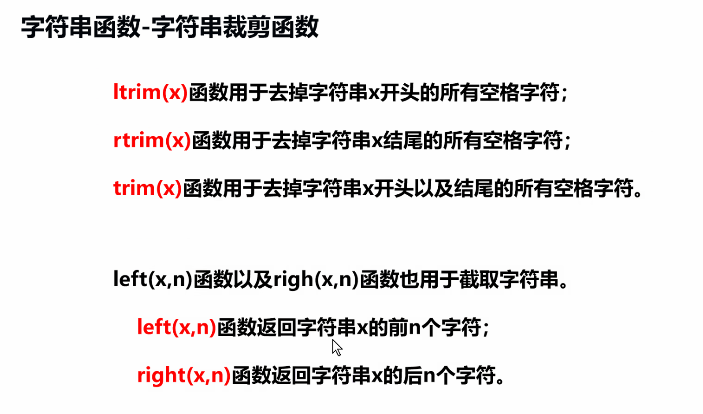 字符串函数-字符串裁剪函数
ltrim(x)函数用于去掉字符串x开头的所有空格字符；
rtrim(x)函数用于去掉字符串x结尾的所有空格字符；
trim(x)函数用于去掉字符串x开头以及结尾的所有空格字符。
left(x,n)函数以及righ(x,n)函数也用于截取字符串。
left(x,n)函数返回字符串x的前n个字符；
right(x,n)函数返回字符串x的后n个字符。